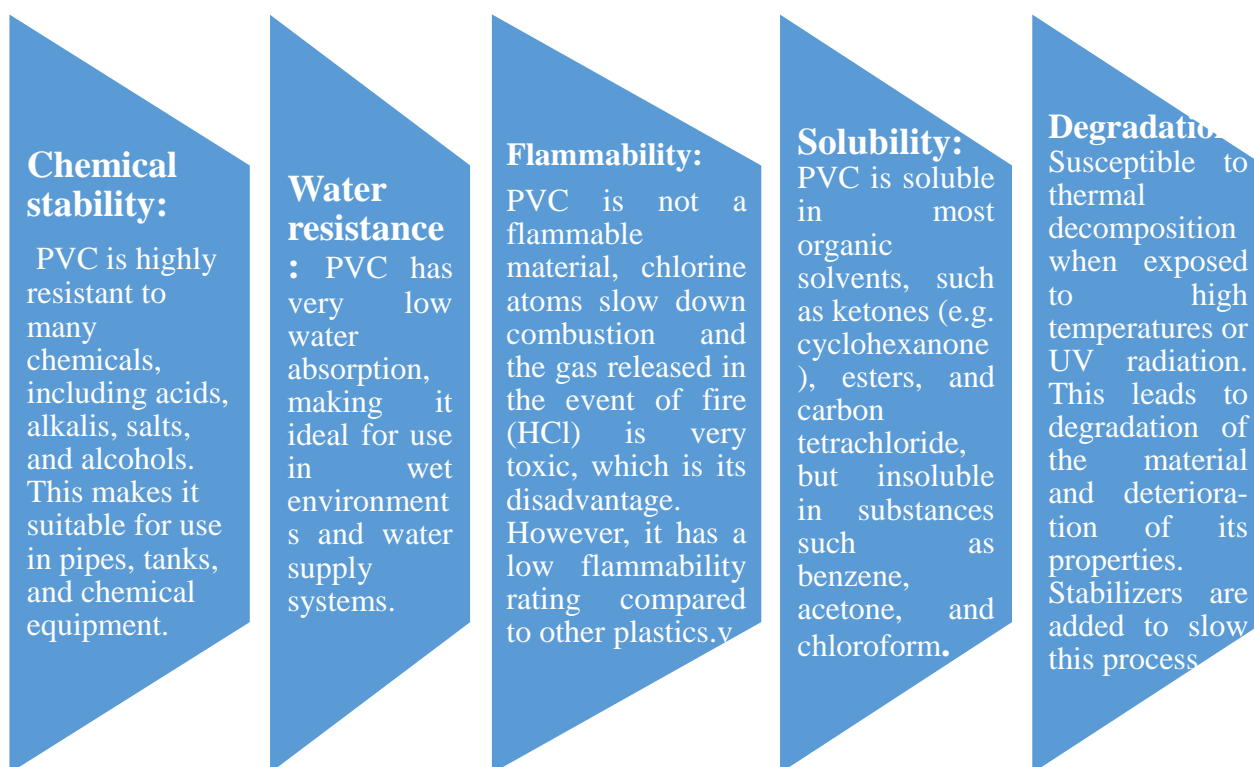 Chemical
stability:
PVC is highly
resistant to
many
chemicals,
including acids,
alkalis, salts,
and alcohols.
This makes it
suitable for use
in pipes, tanks,
and chemical
equipment.
Water
resistance
: PVC has
very low
water
absorption,
making it
ideal for use
in wet
environment
s and water
supply
systems.
Flammability:
PVC is not a
flammable
material, chlorine
atoms slow down
combustion and
the gas released in
the event of fire
(HCl) is very
toxic, which is its
disadvantage.
However, it has a
low flammability
rating compared
to other plastics.v
Solubility:
PVC is soluble
in most
organic
solvents, such
as ketones (e.g.
cyclohexanone
), esters, and
carbon
tetrachloride,
but insoluble
in substances
such as
benzene,
acetone, and
chloroform.
Degradation:
Susceptible to
thermal
decomposition
when exposed
to high
temperatures or
UV radiation.
This leads to
degradation of
the material
and deteriora-
tion of its
properties.
Stabilizers are
added to slow
this process